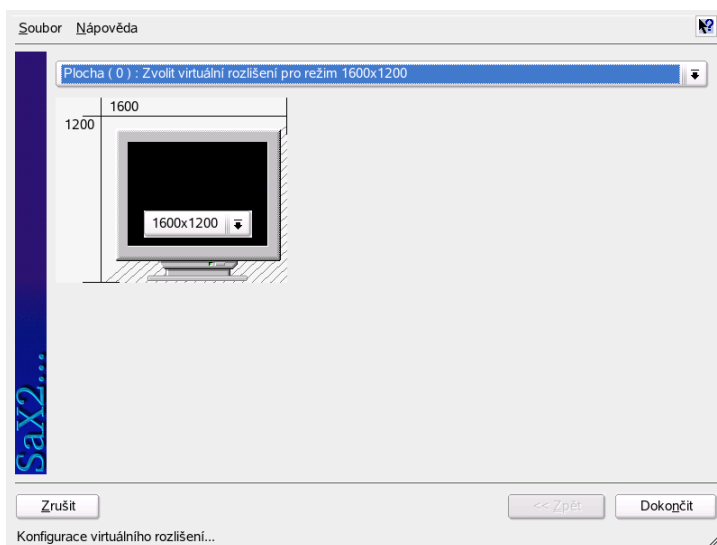 Soubor Nápověda
Plocha ( 0 ) : Zvolit virtuální rozlišení pro režim 1600x1200
1600
1200
1600x1200
SaX2...
Zrušit
<< Zpět
Dokončit
Konfigurace virtuálního rozlišení...